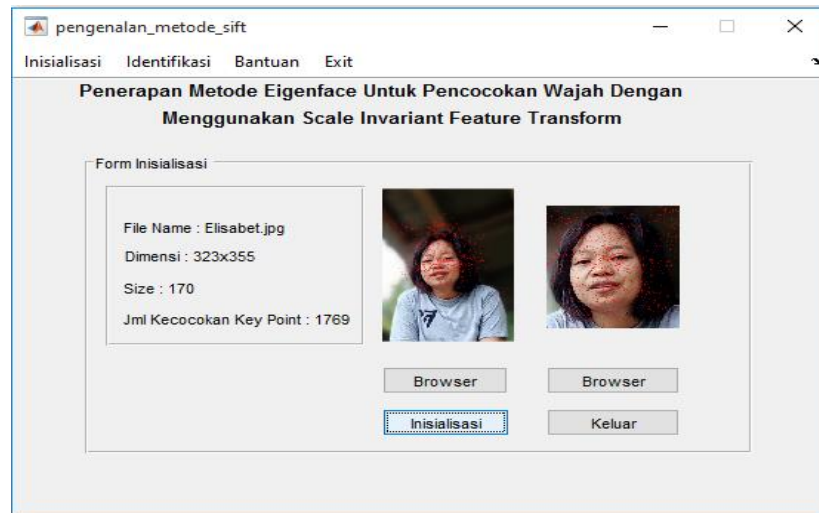 pengenalan_metode_sift
Inisialisasi Identifikasi Bantuan Exit
Penerapan Metode Eigenface Untuk Pencocokan Wajah Dengan
Menggunakan Scale Invariant Feature Transform
Form Inisialisasi
File Name : Elisabet.jpg
Dimensi : 323x355
Size : 170
Jml Kecocokan Key Point : 1769
Browser Browser
Inisialisasi Keluar